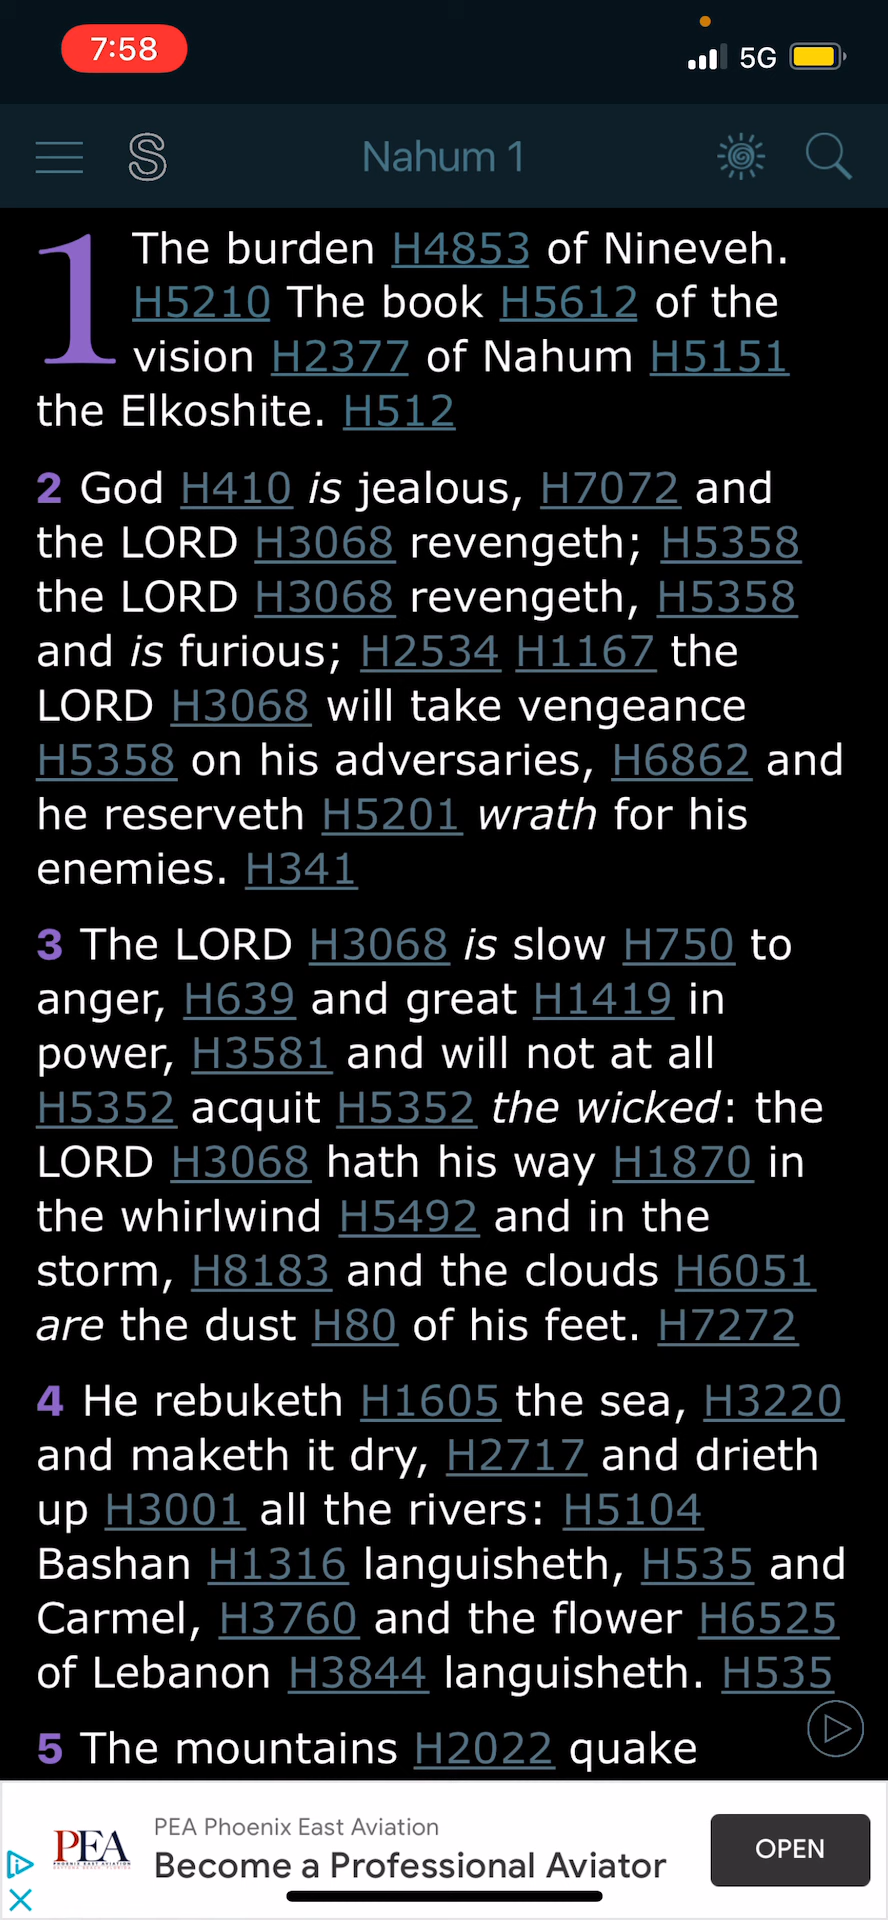 7:58
5G
S
Nahum 1
1 The burden H4853 of Nineveh.
H5210 The book H5612 of the
vision H2377 of Nahum H5151
the Elkoshite. H512
2 God H410 is jealous, H7072 and
the LORD H3068 revengeth; H5358
the LORD H3068 revengeth, H5358
and is furious; H2534 H1167 the
LORD H3068 will take vengeance
H5358 on his adversaries, H6862 and
he reserveth H5201 wrath for his
enemies. H341
3 The LORD H3068 is slow H750 to
anger, H639 and great H1419 in
power, H3581 and will not at all
H5352 acquit H5352 the wicked: the
LORD H3068 hath his way H1870 in
the whirlwind H5492 and in the
storm, H8183 and the clouds H6051
are the dust H80 of his feet. H7272
4 He rebuketh H1605 the sea, H3220
and maketh it dry, H2717 and drieth
up H3001 all the rivers: H5104
Bashan H1316 languisheth, H535 and
Carmel, H3760 and the flower H6525
of Lebanon H3844 languisheth. H535
5 The mountains H2022 quake
PEA
PHOENIX EAST AVIATION
PEA Phoenix East Aviation
Become a Professional Aviator
OPEN